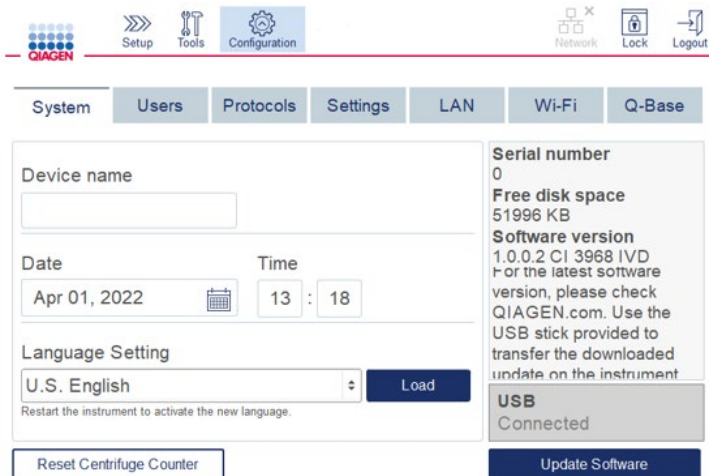 QIAGEN
Setup
Tools
Configuration
Network
Lock
Logout
System
Users
Protocols
Settings
LAN
Wi-Fi
Q-Base
Device name
Date
Time
Apr 01, 2022
13 : 18
Language Setting
U.S. English
Load
Restart the instrument to activate the new language.
Reset Centrifuge Counter
Serial number
0
Free disk space
51996 KB
Software version
1.0.0.2 CI 3968 IVD
For the latest software
version, please check
QIAGEN.com. Use the
USB stick provided to
transfer the downloaded
update on the instrument
USB
Connected
Update Software